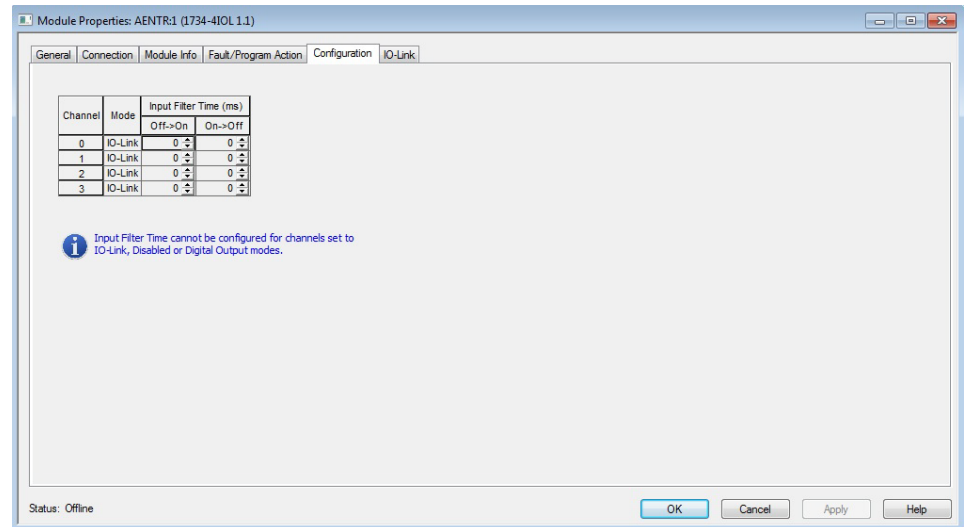 Module Properties: AENTR:1 (1734-4IOL 1.1)
General Connection Module Info Fault/Program Action Configuration IO-Link
Channel Mode Input Filter Time (ms)
Off->On On->Off
0 IO-Link 0 0
1 IO-Link 0 0
2 IO-Link 0 0
3 IO-Link 0 0
Input Filter Time cannot be configured for channels set to
IO-Link, Disabled or Digital Output modes.
Status: Offline OK Cancel Apply Help